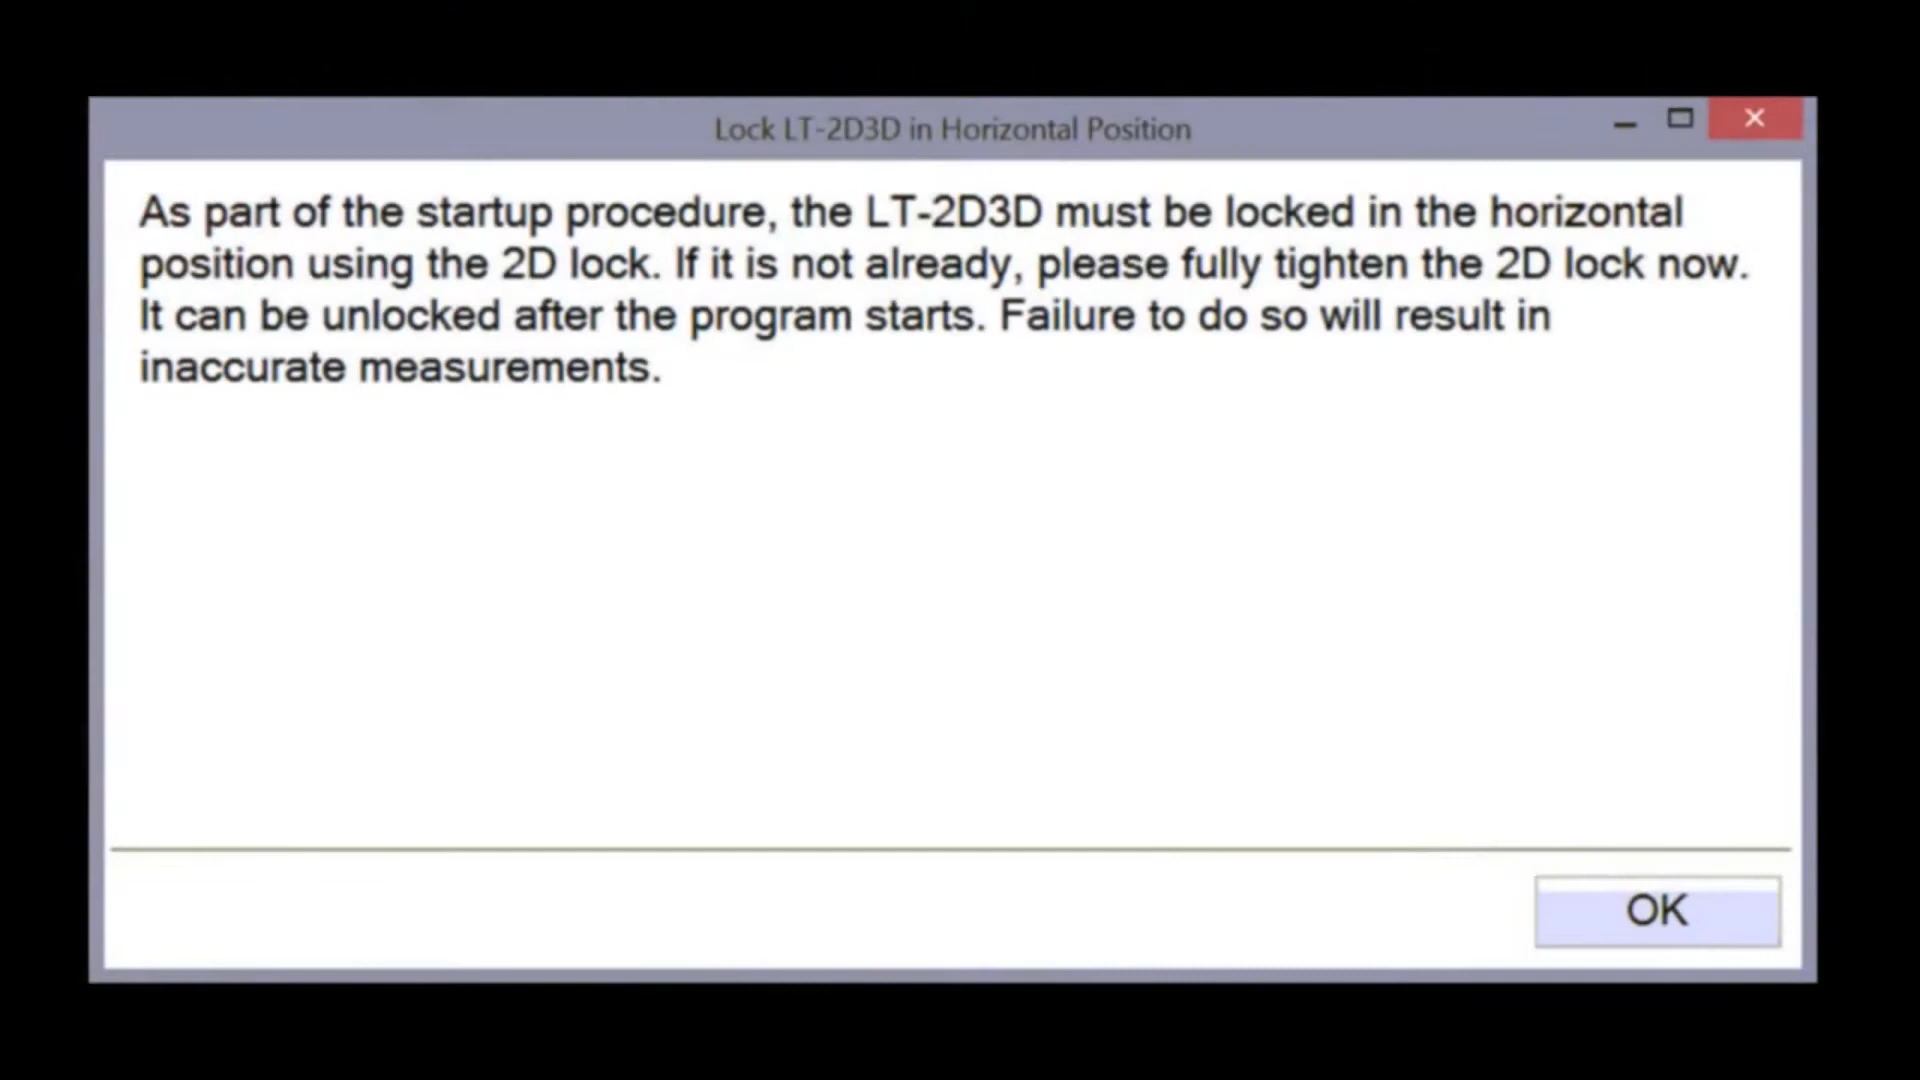 Lock LT-2D3D in Horizontal Position
As part of the startup procedure, the LT-2D3D must be locked in the horizontal
position using the 2D lock. If it is not already, please fully tighten the 2D lock now.
It can be unlocked after the program starts. Failure to do so will result in
inaccurate measurements.
OK